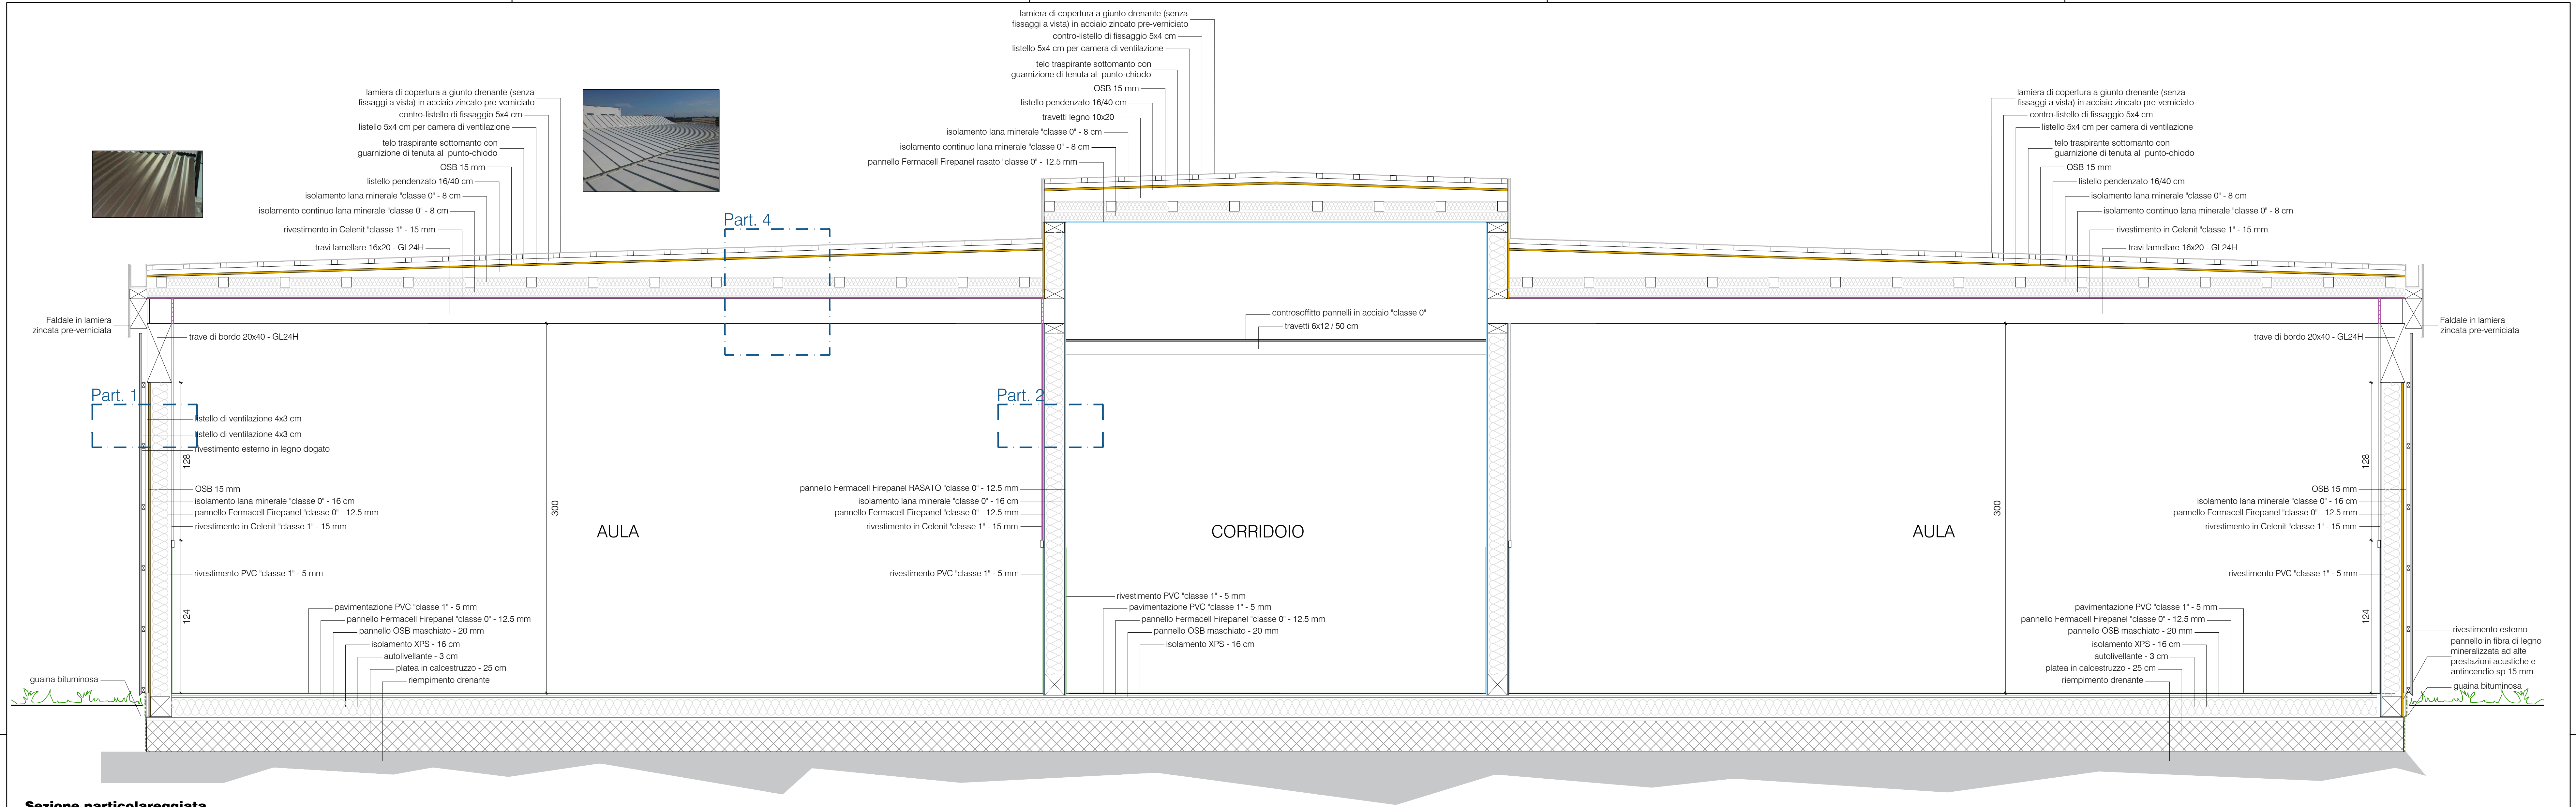 lamiera di copertura a giunto drenante (senza
fissaggi a vista) in acciaio zincato pre-verniciato
contro-listello di fissaggio 5x4 cm
listello 5x4 cm per camera di ventilazione
telo traspirante sottomanto con
guarnizione di tenuta al punto-chiodo
OSB 15 mm
listello pendenzato 16/40 cm
travetti legno 10x20
isolamento lana minerale "classe 0" - 8 cm
isolamento continuo lana minerale "classe 0" - 8 cm
pannello Fermacell Firepanel rasato "classe 0" - 12.5 mm
lamiera di copertura a giunto drenante (senza
fissaggi a vista) in acciaio zincato pre-verniciato
contro-listello di fissaggio 5x4 cm
listello 5x4 cm per camera di ventilazione
telo traspirante sottomanto con
guarnizione di tenuta al punto-chiodo
OSB 15 mm
listello pendenzato 16/40 cm
isolamento lana minerale "classe 0" - 8 cm
isolamento continuo lana minerale "classe 0" - 8 cm
rivestimento in Celenit "classe 1" - 15 mm
travi lamellare 16x20 - GL24H
lamiera di copertura a giunto drenante (senza
fissaggi a vista) in acciaio zincato pre-verniciato
contro-listello di fissaggio 5x4 cm
listello 5x4 cm per camera di ventilazione
telo traspirante sottomanto con
guarnizione di tenuta al punto-chiodo
OSB 15 mm
listello pendenzato 16/40 cm
isolamento lana minerale "classe 0" - 8 cm
isolamento continuo lana minerale "classe 0" - 8 cm
rivestimento in Celenit "classe 1" - 15 mm
travi lamellare 16x20 - GL24H
Part. 4
Faldale in lamiera
zincata pre-verniciata
trave di bordo 20x40 - GL24H
controsoffitto pannelli in acciaio "classe 0"
travetti 6x12 i 50 cm
trave di bordo 20x40 - GL24H
Faldale in lamiera
zincata pre-verniciata
Part. 1
listello di ventilazione 4x3 cm
listello di ventilazione 4x3 cm
rivestimento esterno in legno dogato
128
OSB 15 mm
isolamento lana minerale "classe 0" - 16 cm
pannello Fermacell Firepanel "classe 0" - 12.5 mm
rivestimento in Celenit "classe 1" - 15 mm
rivestimento PVC "classe 1" - 5 mm
124
300
AULA
Part. 2
pannello Fermacell Firepanel RASATO "classe 0" - 12.5 mm
isolamento lana minerale "classe 0" - 16 cm
pannello Fermacell Firepanel "classe 0" - 12.5 mm
rivestimento in Celenit "classe 1" - 15 mm
rivestimento PVC "classe 1" - 5 mm
CORRIDOIO
AULA
300
128
OSB 15 mm
isolamento lana minerale "classe 0" - 16 cm
pannello Fermacell Firepanel "classe 0" - 12.5 mm
rivestimento in Celenit "classe 1" - 15 mm
rivestimento PVC "classe 1" - 5 mm
124
pavimentazione PVC "classe 1" - 5 mm
pannello Fermacell Firepanel "classe 0" - 12.5 mm
pannello OSB maschiato - 20 mm
isolamento XPS - 16 cm
autolivellante - 3 cm
platea in calcestruzzo - 25 cm
riempimento drenante
guaina bituminosa
rivestimento PVC "classe 1" - 5 mm
pavimentazione PVC "classe 1" - 5 mm
pannello Fermacell Firepanel "classe 0" - 12.5 mm
pannello OSB maschiato - 20 mm
isolamento XPS - 16 cm
pavimentazione PVC "classe 1" - 5 mm
pannello Fermacell Firepanel "classe 0" - 12.5 mm
pannello OSB maschiato - 20 mm
isolamento XPS - 16 cm
autolivellante - 3 cm
platea in calcestruzzo - 25 cm
riempimento drenante
rivestimento esterno
pannello in fibra di legno
mineralizzata ad alte
prestazioni acustiche e
antincendio sp 15 mm
guaina bituminosa
Sezione particolareggiata